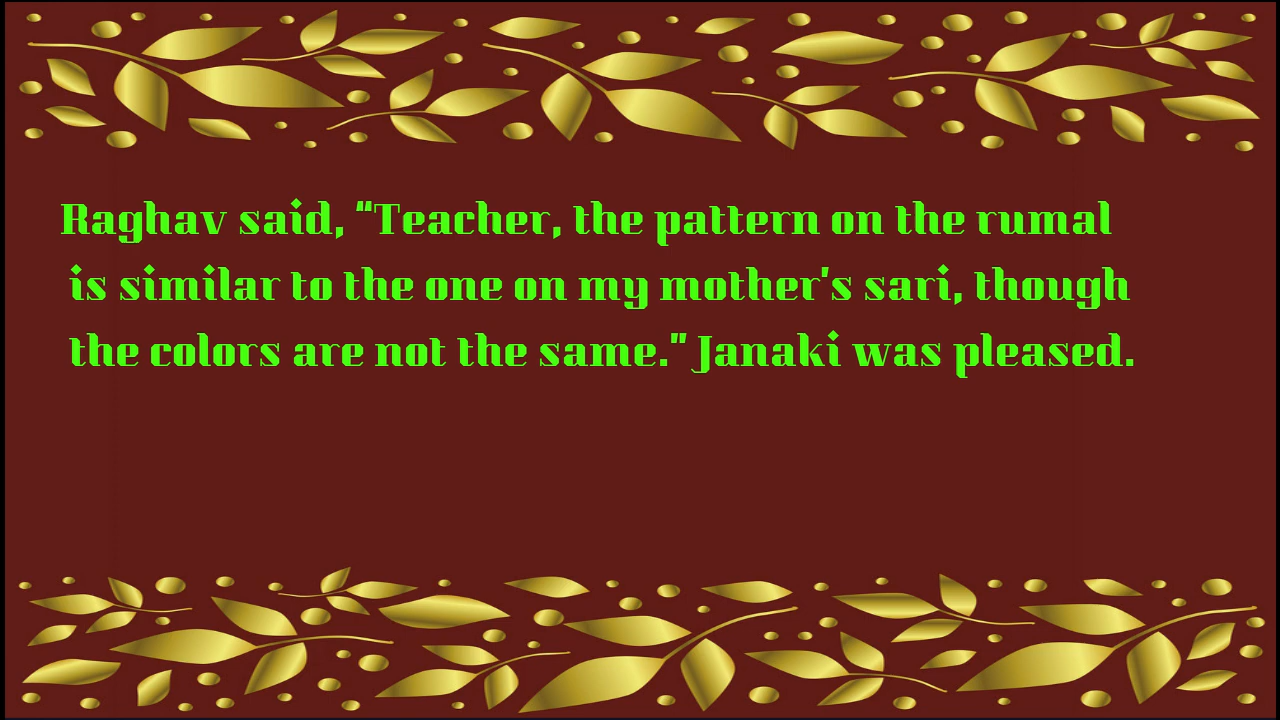 Raghav said, "Teacher, the pattern on the rumal
is similar to the one on my mother's sari, though
the colors are not the same." Janaki was pleased.